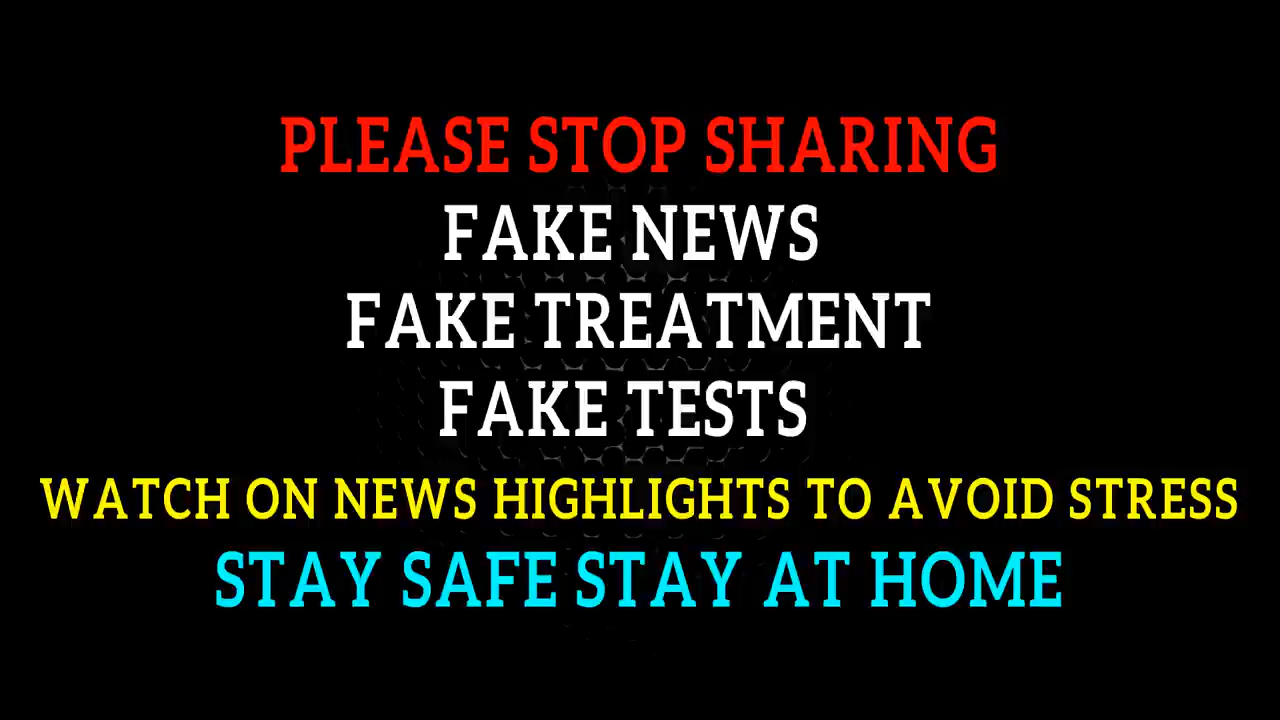 PLEASE STOP SHARING
FAKE NEWS
FAKE TREATMENT
FAKE TESTS
WATCH ON NEWS HIGHLIGHTS TO AVOID STRESS
STAY SAFE STAY AT HOME